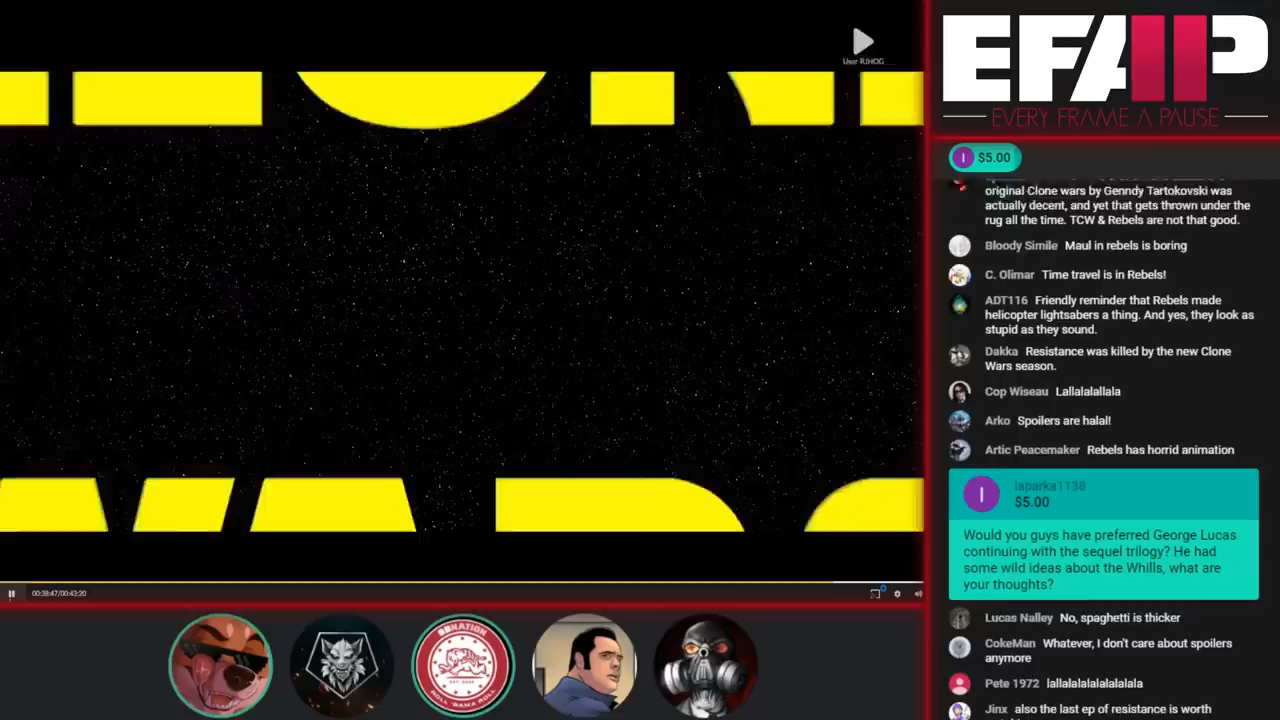 User RJHOG
EFAP
EVERY FRAME A PAUSE
I $5.00
original Clone wars by Genndy Tartokovski was
actually decent, and yet that gets thrown under the
rug all the time. TCW & Rebels are not that good.
Bloody Simile Maul in rebels is boring
C. Olimar Time travel is in Rebels!
ADT116 Friendly reminder that Rebels made
helicopter lightsabers a thing. And yes, they look as
stupid as they sound.
Dakka Resistance was killed by the new Clone
Wars season.
Cop Wiseau Lallalalallala
Arko Spoilers are halal!
Artic Peacemaker Rebels has horrid animation
I laparka1138
$5.00
Would you guys have preferred George Lucas
continuing with the sequel trilogy? He had
some wild ideas about the Whills, what are
your thoughts?
Lucas Nalley No, spaghetti is thicker
CokeMan Whatever, I don't care about spoilers
anymore
Pete 1972 lallalalalalalalala
Jinx also the last ep of resistance is worth
00:38:47/00:43:20
BBNATION
ROLL 'BAMA ROLL